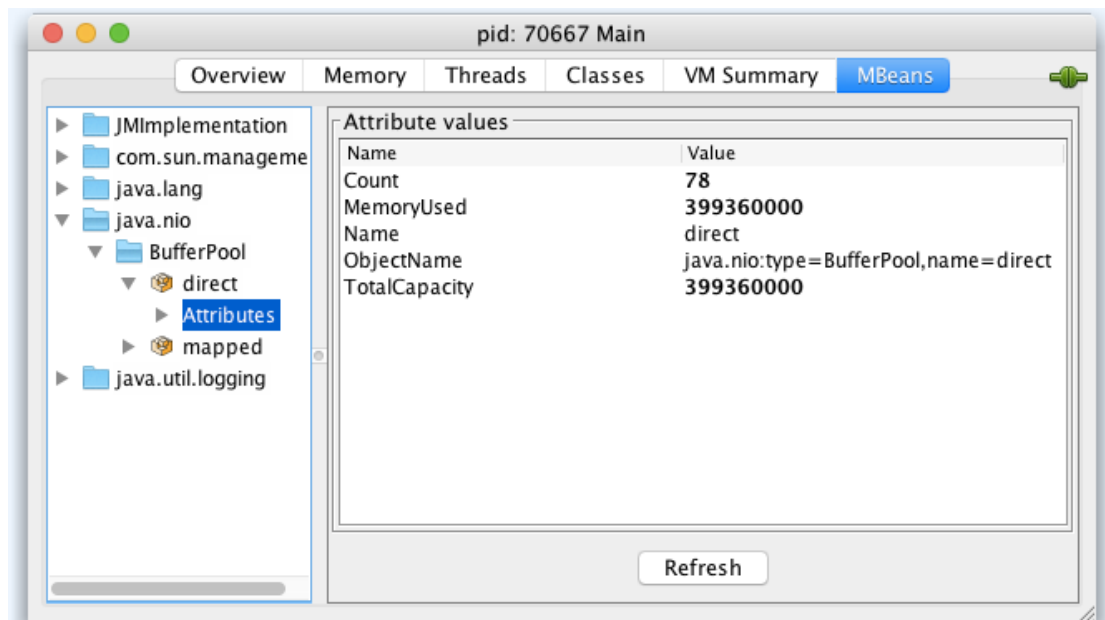 pid: 70667 Main
Overview Memory Threads Classes VM Summary MBeans
JMImplementation
com.sun.manageme
java.lang
java.nio
BufferPool
direct
Attributes
mapped
java.util.logging
Attribute values
Name Value
Count 78
MemoryUsed 399360000
Name direct
ObjectName java.nio:type=BufferPool,name=direct
TotalCapacity 399360000
Refresh